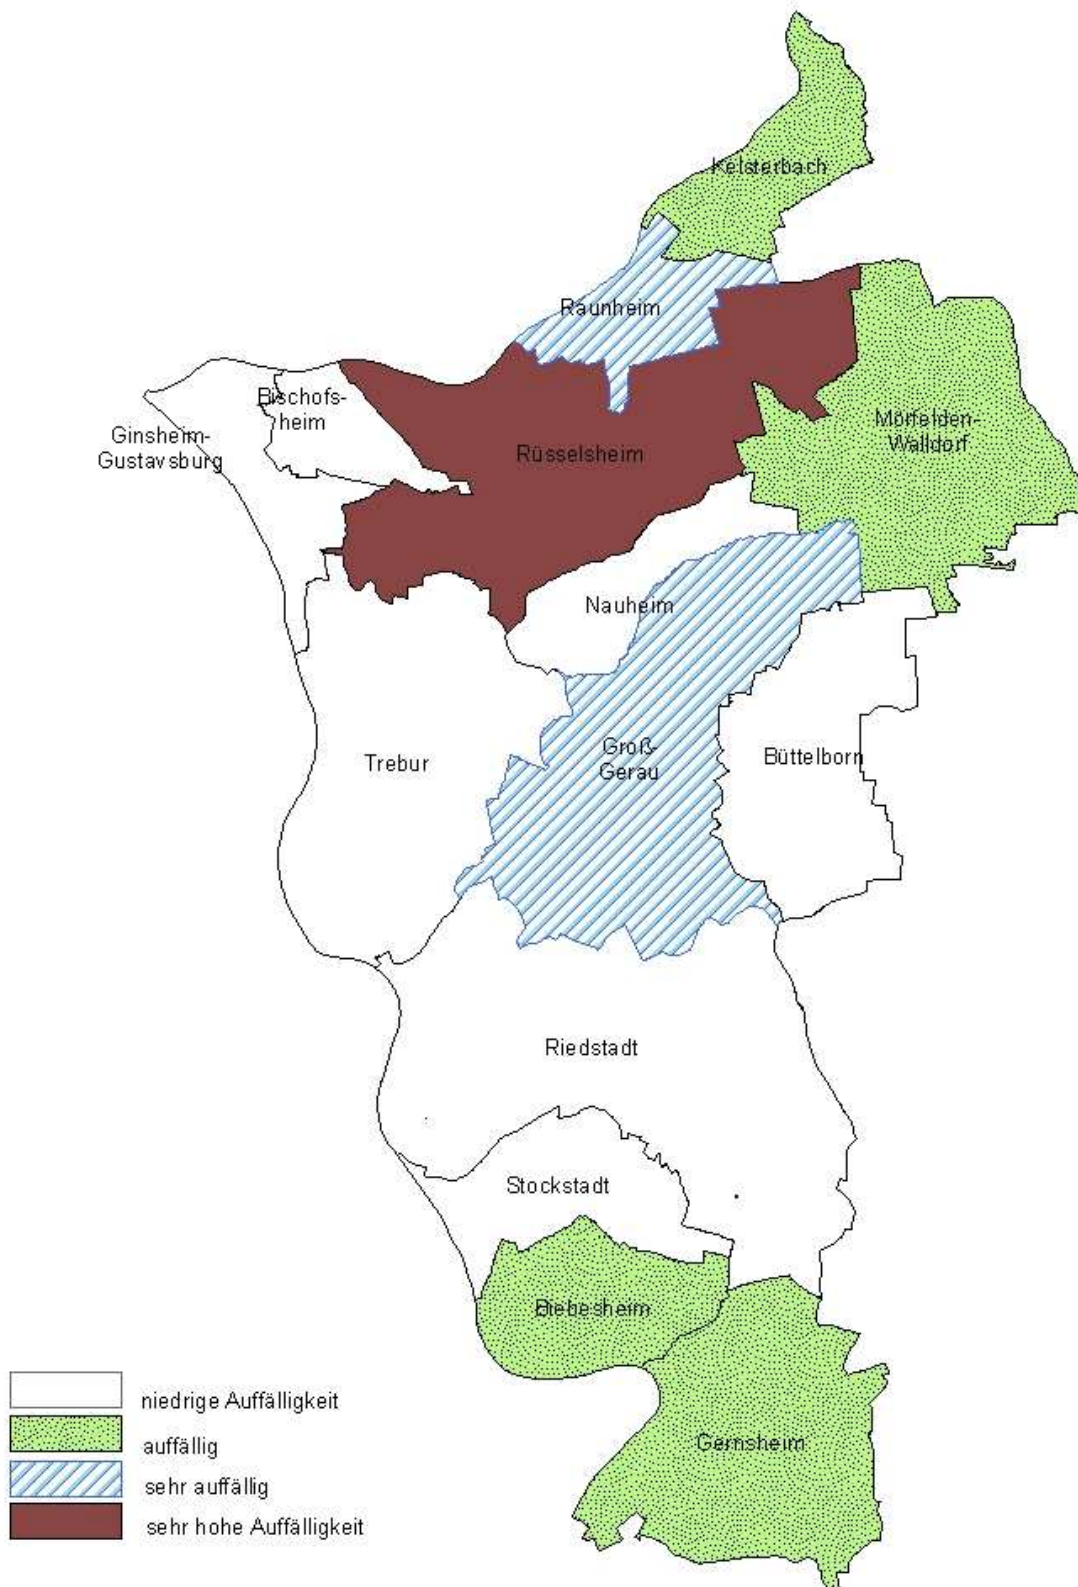 Kelsterbach
Raunheim
Bischofs-
heim
Ginsheim-
Gustavsburg
Rüsselsheim
Mörfelden-
Walldorf
Nauheim
Trebur
Groß-
Gerau
Büttelborn
Riedstadt
Stockstadt
Biebesheim
Gernsheim
niedrige Auffälligkeit
auffällig
sehr auffällig
sehr hohe Auffälligkeit